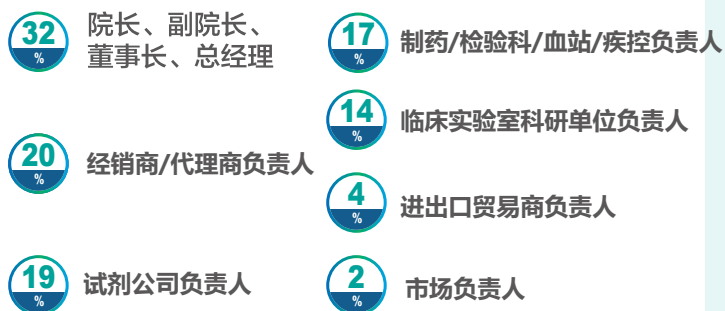 32
%
院长、副院长、
董事长、总经理
20
%
经销商/代理商负责人
19
%
试剂公司负责人
17
%
制药/检验科/血站/疾控负责人
14
%
临床实验室科研单位负责人
4
%
进出口贸易商负责人
2
%
市场负责人